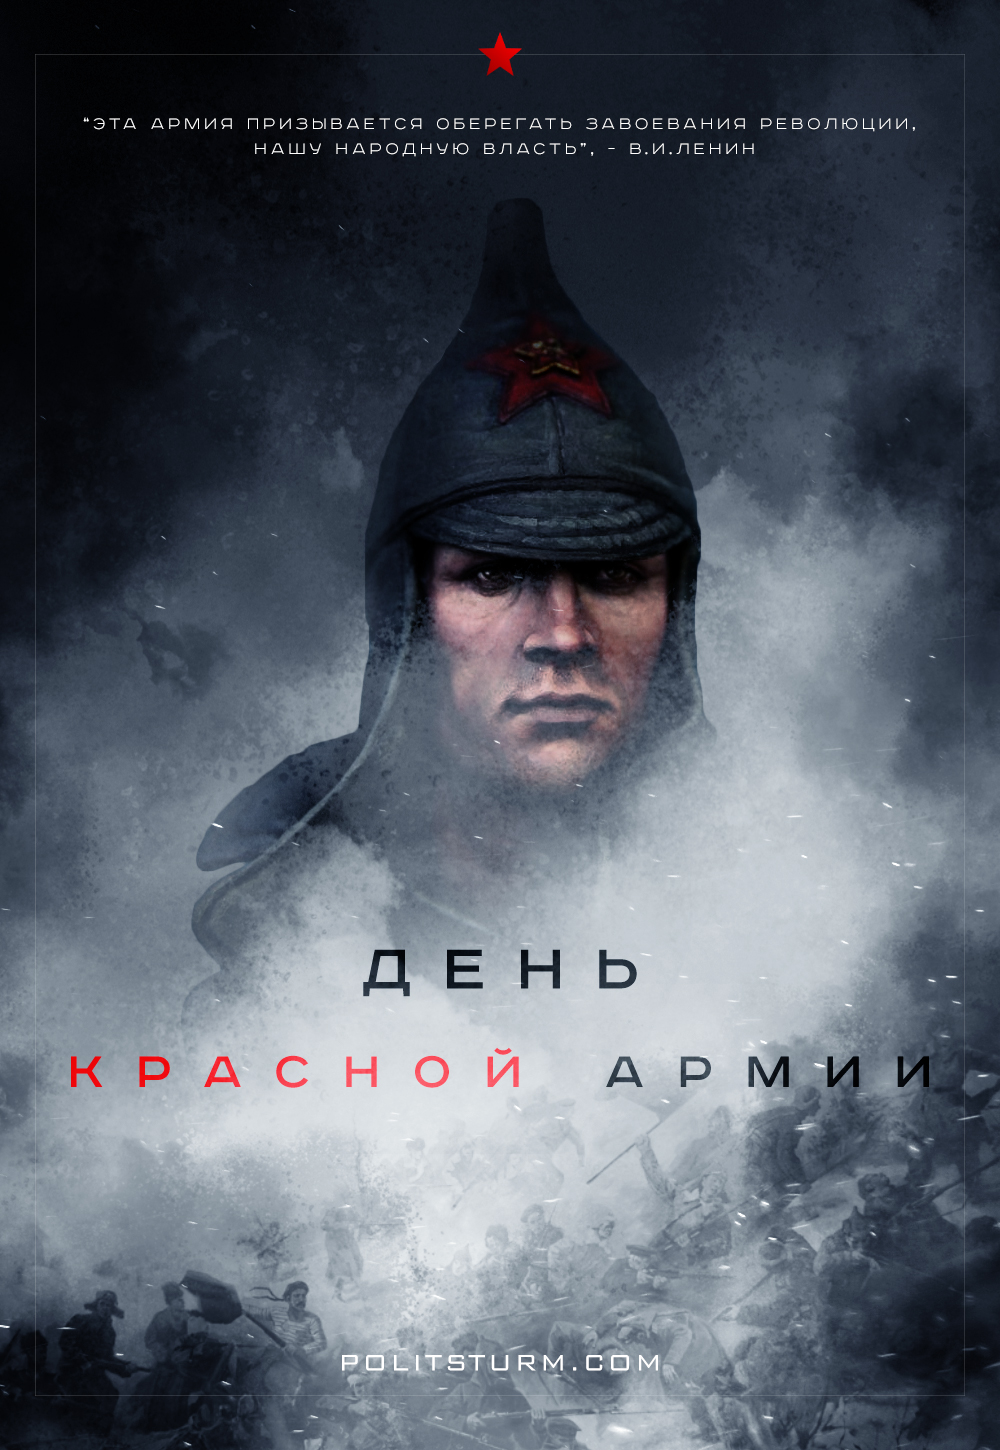 “ЭТА АРМИЯ ПРИЗЫВАЕТСЯ ОБЕРЕГАТЬ ЗАВОЕВАНИЯ РЕВОЛЮЦИИ,
НАШУ НАРОДНУЮ ВЛАСТЬ”, - В.И.ЛЕНИН
ДЕНЬ
КРАСНОЙ АРМИИ
POLITSTURM.COM